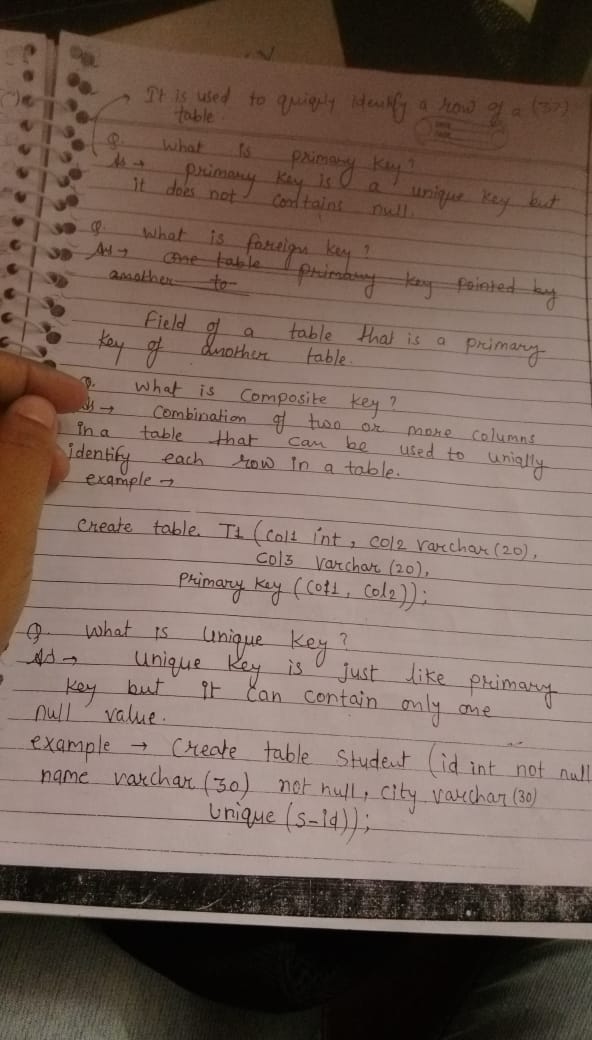 → It is used to quiqely identify a row of a (37)
table
Q. What is primary key?
As → primary key is a unique key but
it does not contains null.
Q. What is foreign key?
As → one table primary key pointed by
another to
Field of a table that is a primary
key of another table.
Q. What is Composite key?
As → Combination of two or more columns
in a table that can be used to unially
identify each row in a table.
example →
Create table. T1 (Col1 int, Col2 varchar(20),
Col3 varchar (20),
Primary key (Col1, Col2));
Q. What is Unique key?
As → Unique key is just like primary
key but it can contain only one
null value.
example → Create table Student (id int not null
name varchar(30) not null, city varchar(30)
Unique (s-id));